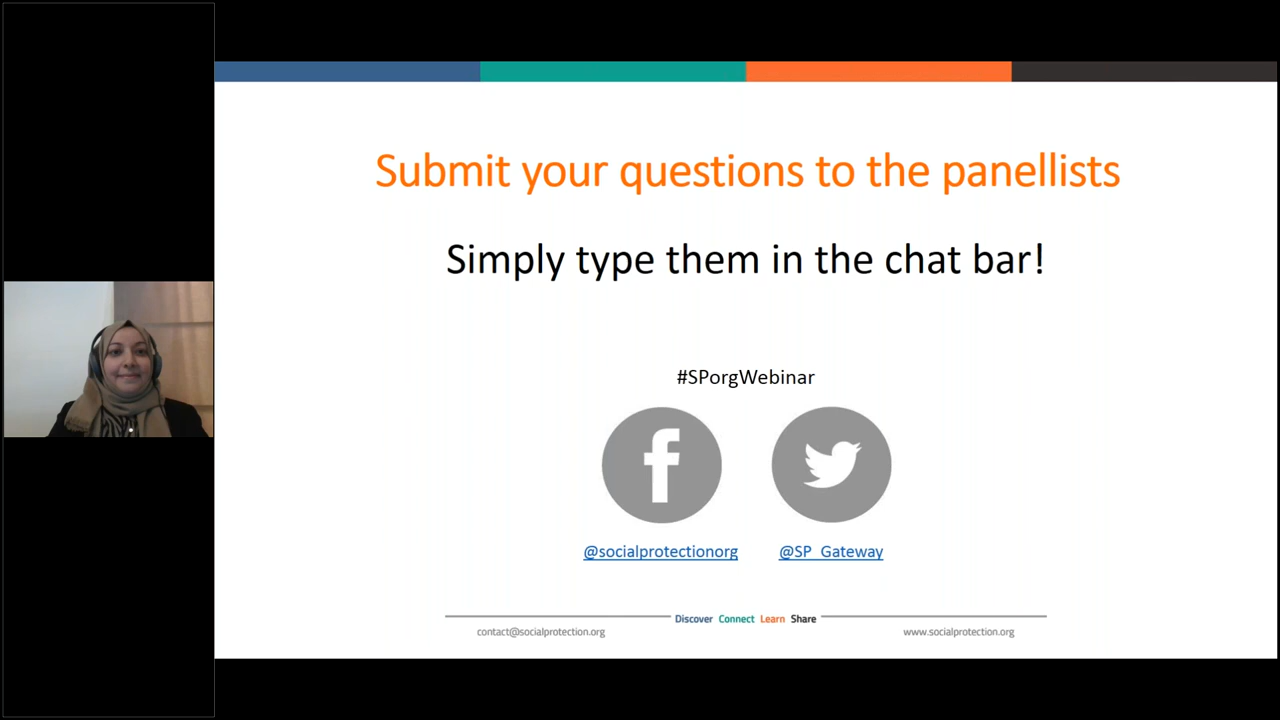 Submit your questions to the panellists
Simply type them in the chat bar!
#SPorgWebinar
@socialprotectionorg @SP_Gateway
Discover Connect Learn Share
contact@socialprotection.org www.socialprotection.org